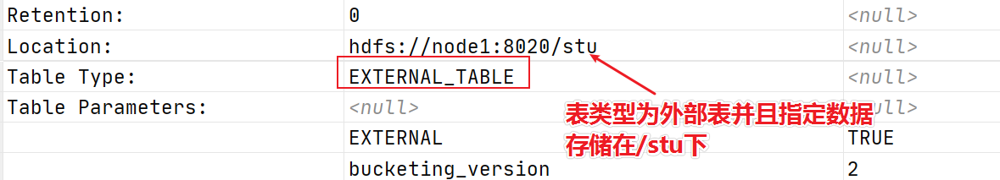 Retention: 0 <null>
Location: hdfs://node1:8020/stu <null>
Table Type: EXTERNAL_TABLE <null>
Table Parameters: <null> <null>
表类型为外部表并且指定数据
存储在/stu下
EXTERNAL TRUE
bucketing_version 2